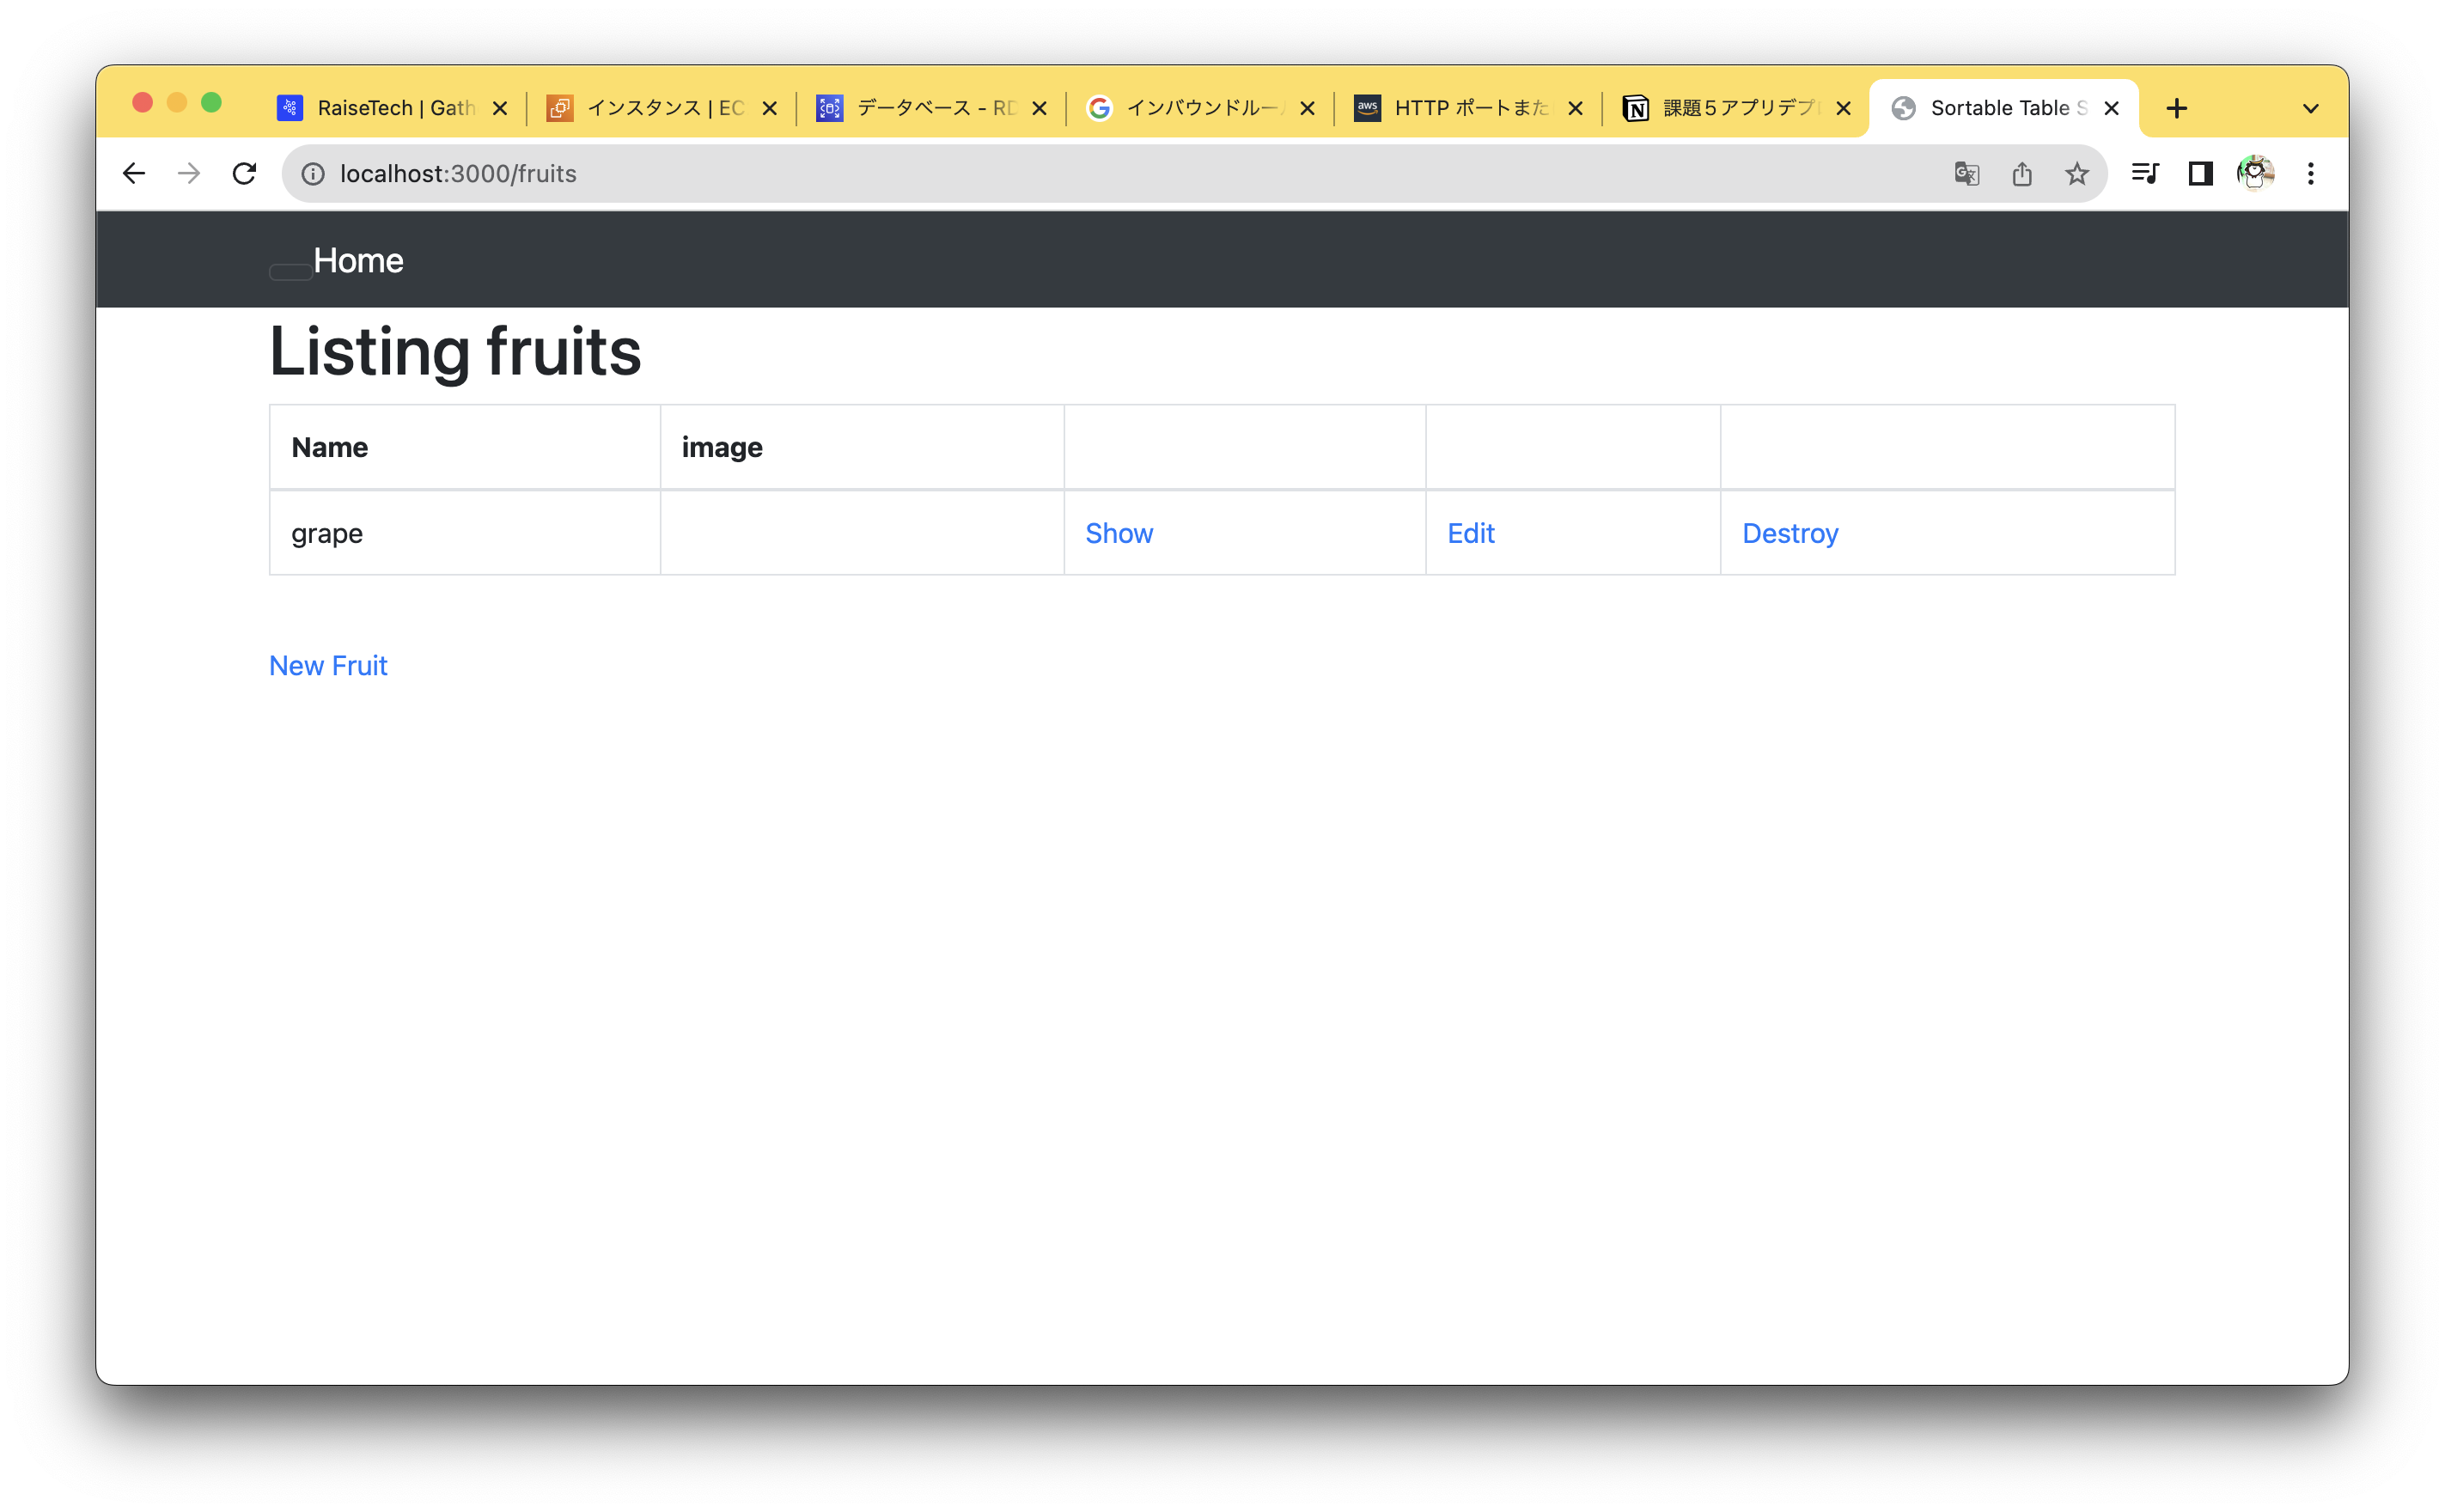 RaiseTech | Gath
インスタンス | EC
データベース - RD
インバウンドルー
HTTP ポートまた
課題５アプリデプ
Sortable Table S
localhost:3000/fruits
Home
Listing fruits
Name image
grape Show Edit Destroy
New Fruit